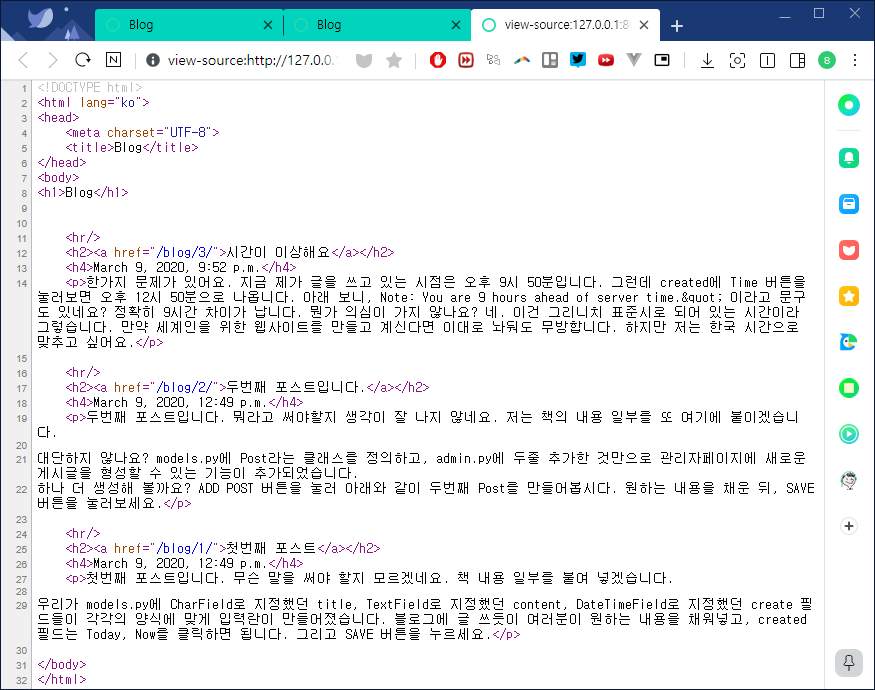 Blog
Blog
view-source:127.0.0.1:8
N
view-source:http://127.0.0.
8
1 <!DOCTYPE html>
2 <html lang="ko">
3 <head>
4 <meta charset="UTF-8">
5 <title>Blog</title>
6 </head>
7 <body>
8 <h1>Blog</h1>
9
10
11 <hr/>
12 <h2><a href="/blog/3/">시간이 이상해요</a></h2>
13 <h4>March 9, 2020, 9:52 p.m.</h4>
14 <p>한가지 문제가 있어요. 지금 제가 글을 쓰고 있는 시점은 오후 9시 50분입니다. 그런데 created에 Time 버튼을
눌러보면 오후 12시 50분으로 나옵니다. 아래 보니, Note: You are 9 hours ahead of server time.&quot; 이라고 문구
도 있네요? 정확히 9시간 차이가 납니다. 뭔가 의심이 가지 않나요? 네. 이건 그리니치 표준시로 되어 있는 시간이라
그렇습니다. 만약 세계인을 위한 웹사이트를 만들고 계신다면 이대로 놔둬도 무방합니다. 하지만 저는 한국 시간으로
맞추고 싶어요.</p>
15
16 <hr/>
17 <h2><a href="/blog/2/">두번째 포스트입니다.</a></h2>
18 <h4>March 9, 2020, 12:49 p.m.</h4>
19 <p>두번째 포스트입니다. 뭐라고 써야할지 생각이 잘 나지 않네요. 저는 책의 내용 일부를 또 여기에 붙이겠습니
다.
20
21 대단하지 않나요? models.py에 Post라는 클래스를 정의하고, admin.py에 두줄 추가한 것만으로 관리자페이지에 새로운
게시글을 형성할 수 있는 기능이 추가되었습니다.
22 하나 더 생성해 볼까요? ADD POST 버튼을 눌러 아래와 같이 두번째 Post를 만들어봅시다. 원하는 내용을 채운 뒤, SAVE
버튼을 눌러보세요.</p>
23
24 <hr/>
25 <h2><a href="/blog/1/">첫번째 포스트</a></h2>
26 <h4>March 9, 2020, 12:49 p.m.</h4>
27 <p>첫번째 포스트입니다. 무슨 말을 써야 할지 모르겠네요. 책 내용 일부를 붙여 넣겠습니다.
28
29 우리가 models.py에 CharField로 지정했던 title, TextField로 지정했던 content, DateTimeField로 지정했던 create 필
드들이 각각의 양식에 맞게 입력란이 만들어졌습니다. 블로그에 글 쓰듯이 여러분이 원하는 내용을 채워넣고, created
필드는 Today, Now를 클릭하면 됩니다. 그리고 SAVE 버튼을 누르세요.</p>
30
31 </body>
32 </html>